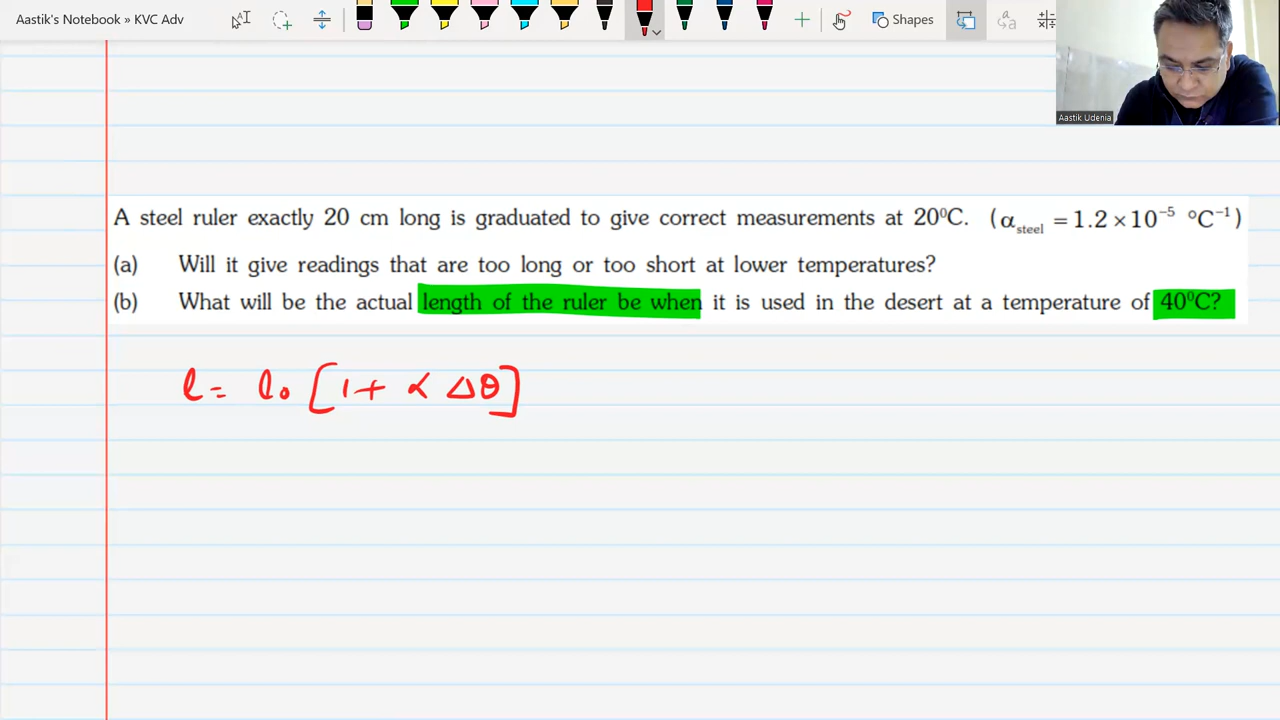 Aastik's Notebook » KVC Adv
Shapes
Aastik Udenia
A steel ruler exactly 20 cm long is graduated to give correct measurements at 20⁰C. (α_steel = 1.2 × 10⁻⁵ °C⁻¹)
(a) Will it give readings that are too long or too short at lower temperatures?
(b) What will be the actual length of the ruler be when it is used in the desert at a temperature of 40⁰C?
l = l₀ [1 + α Δθ]